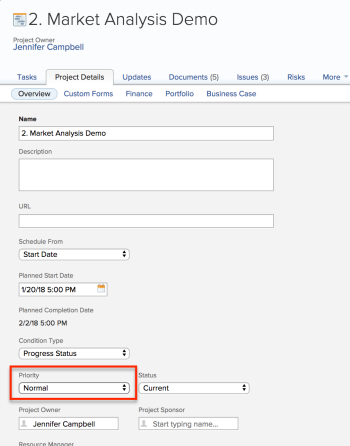 2. Market Analysis Demo
Project Owner
Jennifer Campbell
Tasks Project Details Updates Documents (5) Issues (3) Risks More
Overview Custom Forms Finance Portfolio Business Case
Name
2. Market Analysis Demo
Description
URL
Schedule From
Start Date
Planned Start Date
1/20/18 5:00 PM
Planned Completion Date
2/2/18 5:00 PM
Condition Type
Progress Status
Priority Status
Normal Current
Project Owner Project Sponsor
Jennifer Campbell Start typing name...
Resource Manager